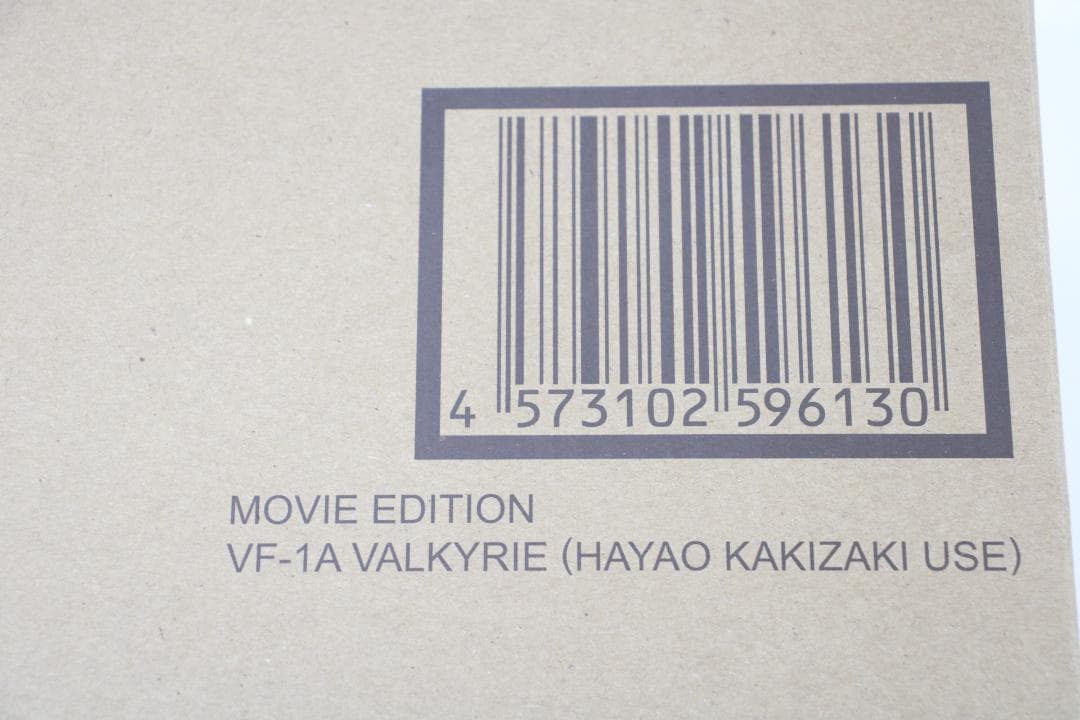 4 573102 596130
MOVIE EDITION
VF-1A VALKYRIE (HAYAO KAKIZAKI USE)